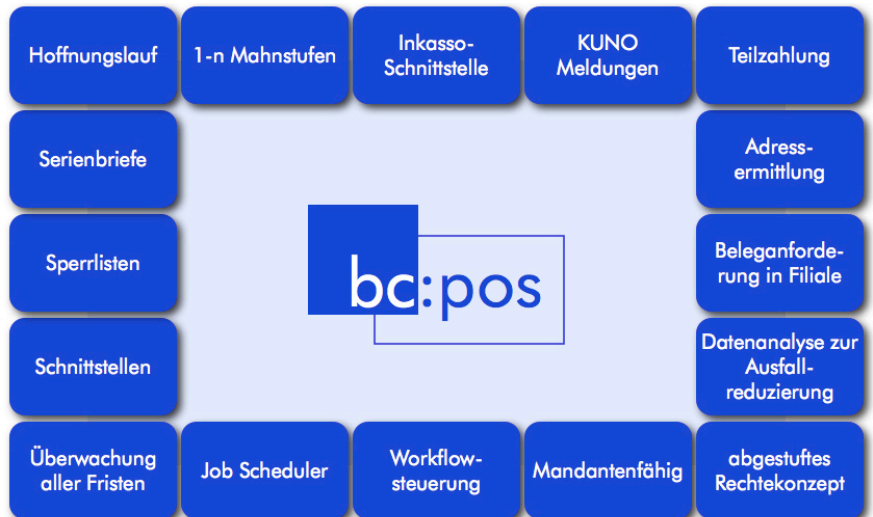 Hoffnungslauf
1-n Mahnstufen
Inkasso-
Schnittstelle
KUNO
Meldungen
Teilzahlung
Serienbriefe
Adress-
ermittlung
bc:pos
Sperrlisten
Beleganforde-
rung in Filiale
Schnittstellen
Datenanalyse zur
Ausfall-
reduzierung
Überwachung
aller Fristen
Job Scheduler
Workflow-
steuerung
Mandantenfähig
abgestuftes
Rechtekonzept